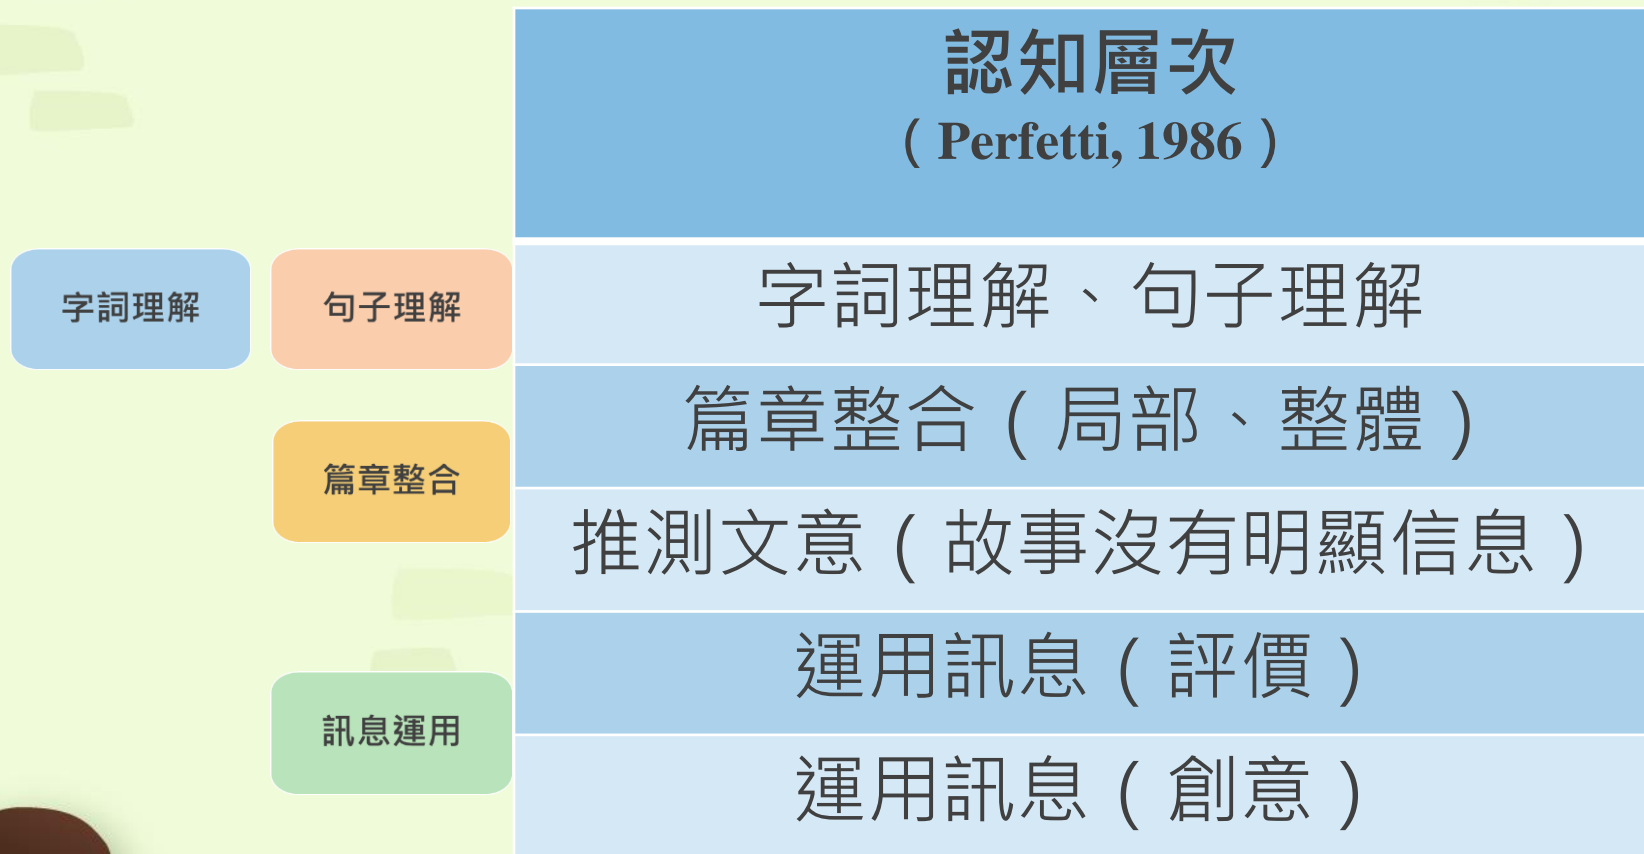 認知層次
（Perfetti, 1986）
字詞理解
句子理解
字詞理解、句子理解
篇章整合（局部、整體）
篇章整合
推測文意（故事沒有明顯信息）
運用訊息（評價）
訊息運用
運用訊息（創意）